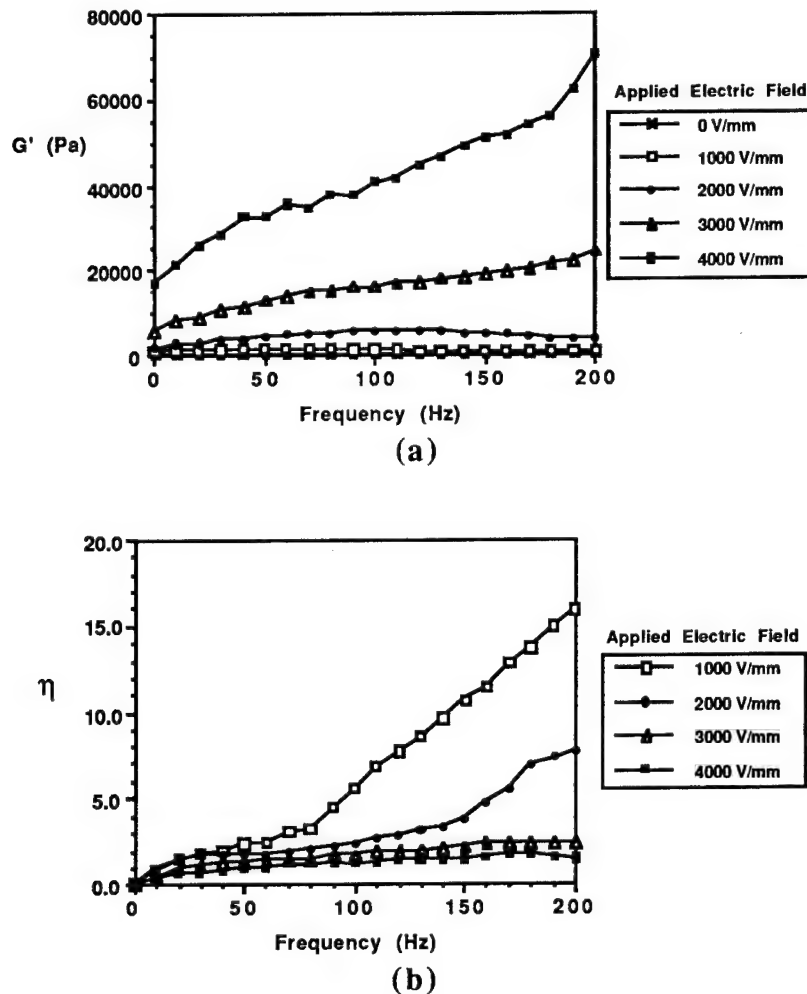 80000
60000
G' (Pa)
40000
20000
0
0
50
100
150
200
Frequency (Hz)
Applied Electric Field
0 V/mm
1000 V/mm
2000 V/mm
3000 V/mm
4000 V/mm
(a)
20.0
15.0
η
10.0
5.0
0.0
0
50
100
150
200
Frequency (Hz)
Applied Electric Field
1000 V/mm
2000 V/mm
3000 V/mm
4000 V/mm
(b)